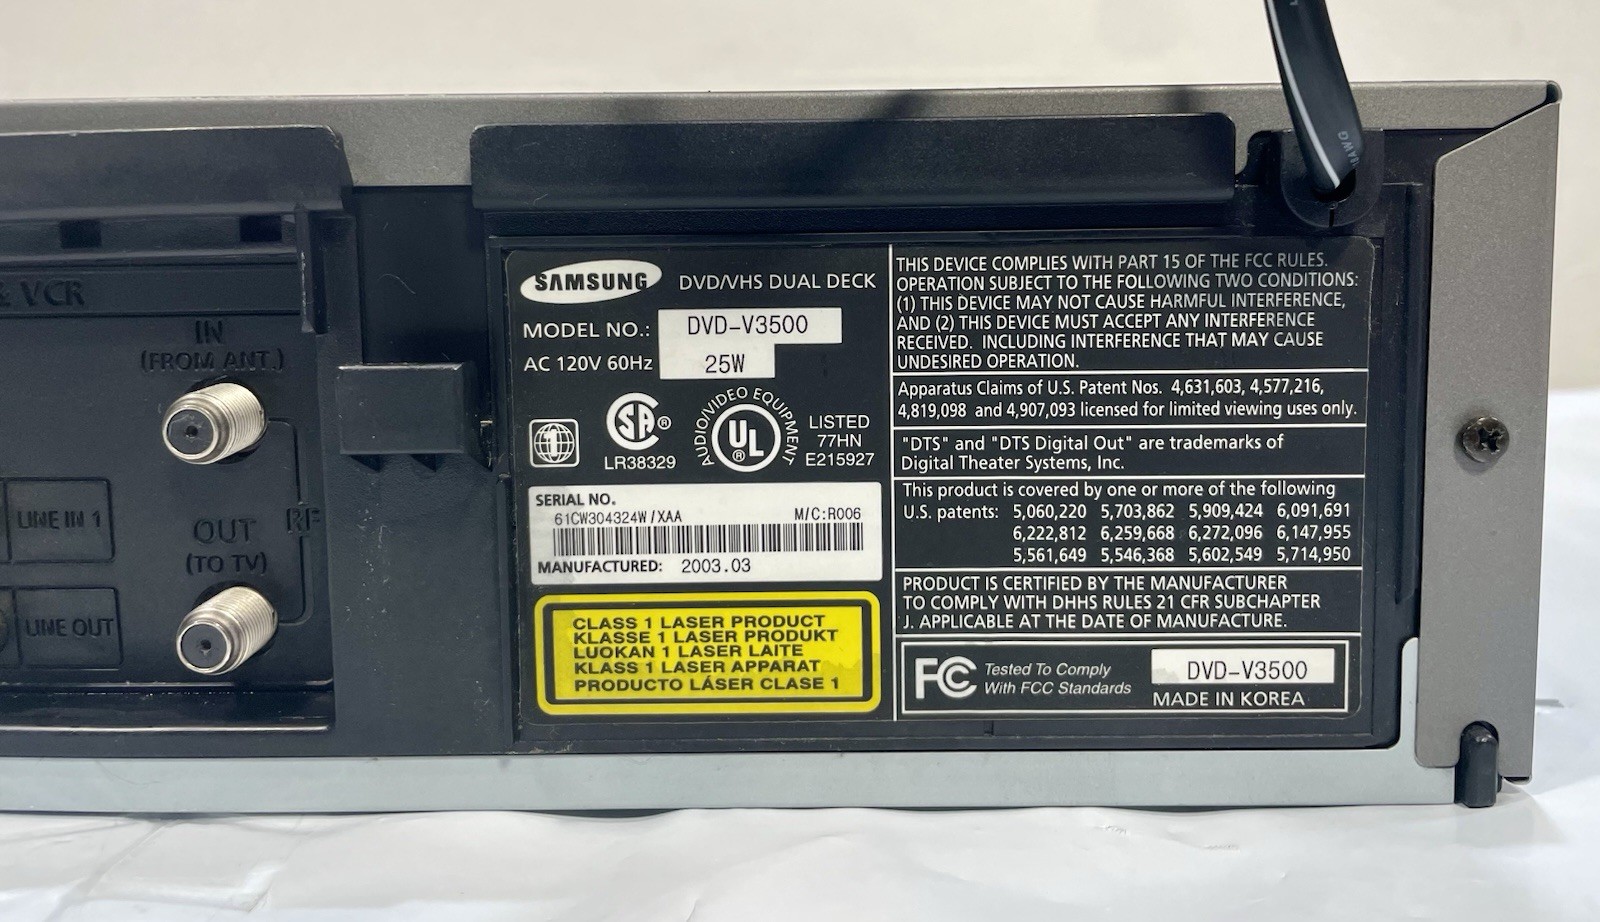 & VCR
IN
(FROM ANT.)
LINE IN 1
OUT
(TO TV)
RF
LINE OUT
18AWG
SAMSUNG DVD/VHS DUAL DECK
MODEL NO.: DVD-V3500
AC 120V 60Hz 25W
SA®
LR38329
AUDIO/VIDEO EQUIPMENT
UL®
LISTED
77HN
E215927
SERIAL NO.
61CW304324W/XAA M/C:R006
MANUFACTURED: 2003.03
CLASS 1 LASER PRODUCT
KLASSE 1 LASER PRODUKT
LUOKAN 1 LASER LAITE
KLASS 1 LASER APPARAT
PRODUCTO LÁSER CLASE 1
THIS DEVICE COMPLIES WITH PART 15 OF THE FCC RULES.
OPERATION SUBJECT TO THE FOLLOWING TWO CONDITIONS:
(1) THIS DEVICE MAY NOT CAUSE HARMFUL INTERFERENCE,
AND (2) THIS DEVICE MUST ACCEPT ANY INTERFERENCE
RECEIVED. INCLUDING INTERFERENCE THAT MAY CAUSE
UNDESIRED OPERATION.
Apparatus Claims of U.S. Patent Nos. 4,631,603, 4,577,216,
4,819,098 and 4,907,093 licensed for limited viewing uses only.
"DTS" and "DTS Digital Out" are trademarks of
Digital Theater Systems, Inc.
This product is covered by one or more of the following
U.S. patents: 5,060,220 5,703,862 5,909,424 6,091,691
6,222,812 6,259,668 6,272,096 6,147,955
5,561,649 5,546,368 5,602,549 5,714,950
PRODUCT IS CERTIFIED BY THE MANUFACTURER
TO COMPLY WITH DHHS RULES 21 CFR SUBCHAPTER
J. APPLICABLE AT THE DATE OF MANUFACTURE.
FC Tested To Comply
With FCC Standards
DVD-V3500
MADE IN KOREA